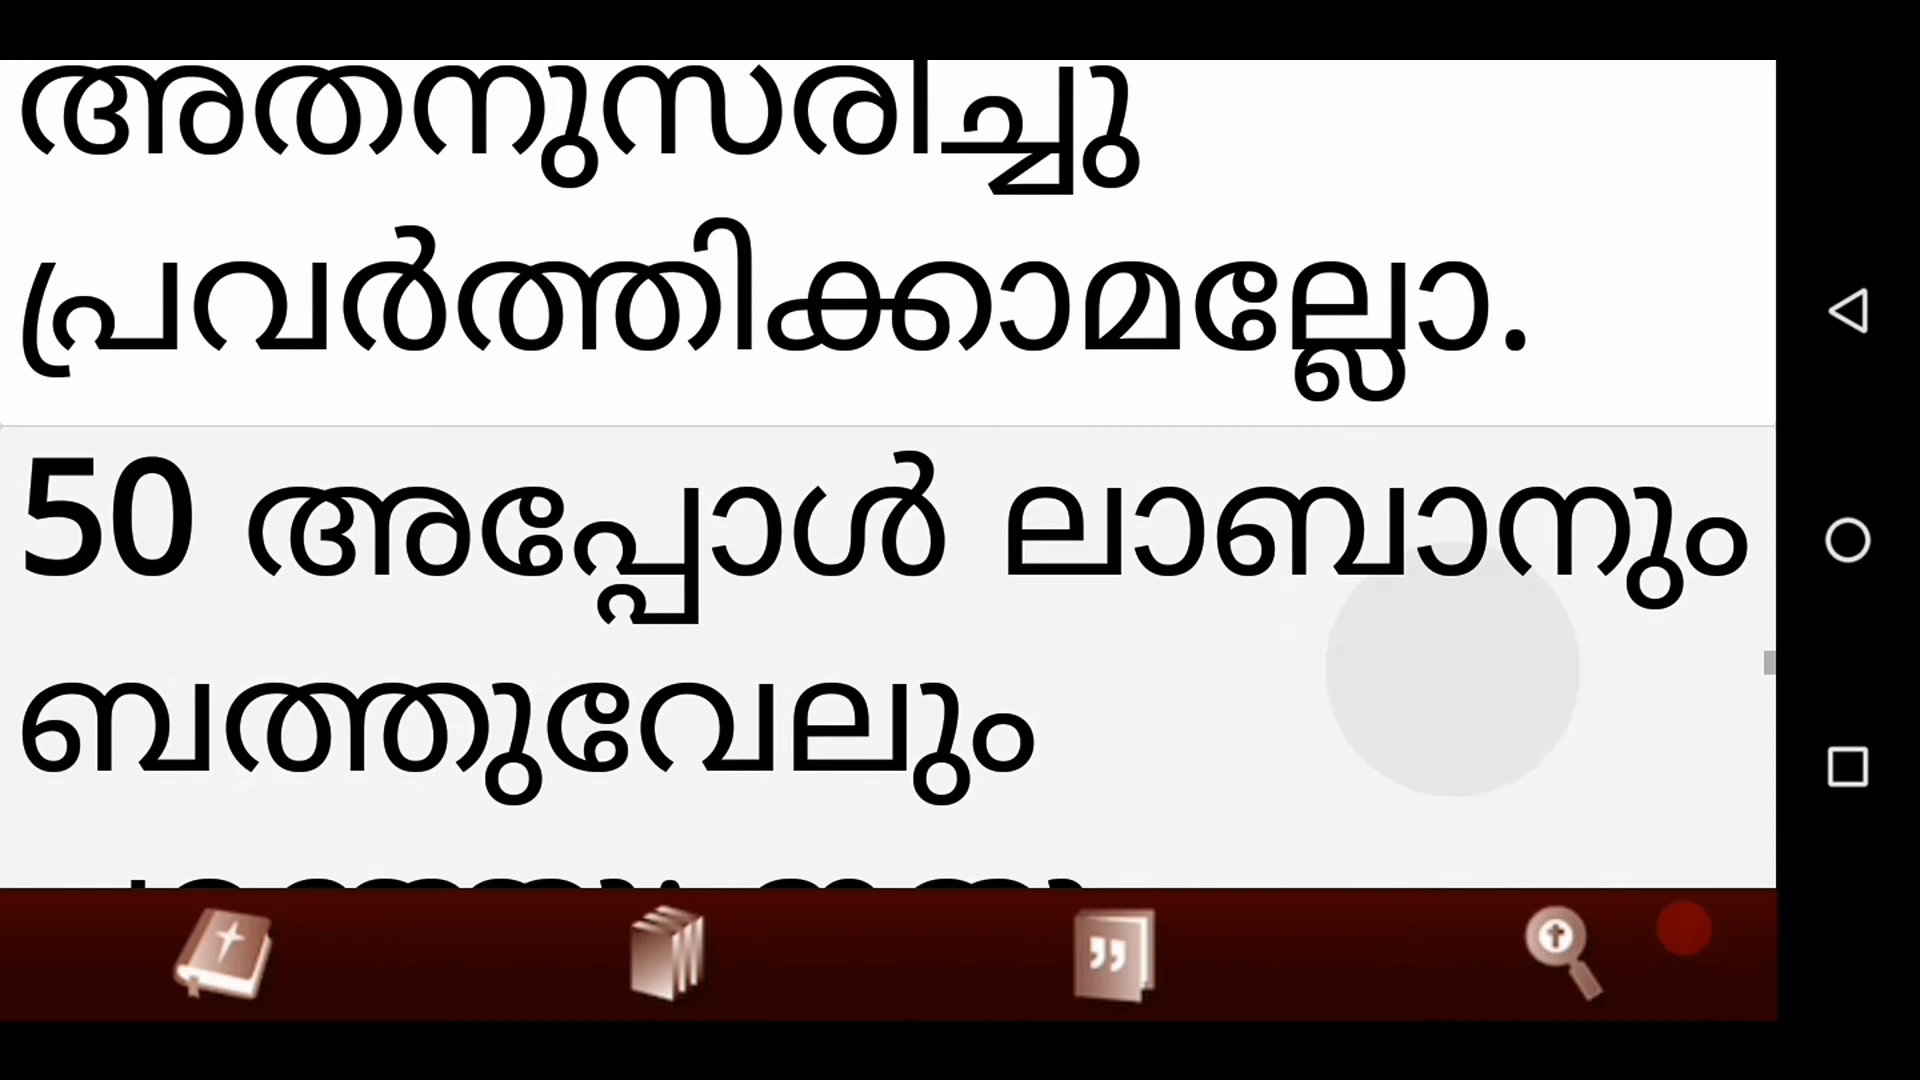 അതനുസരിച്ചു
പ്രവർത്തിക്കാമല്ലോ.
50 അപ്പോൾ ലാബാനും
ബത്തുവേലും